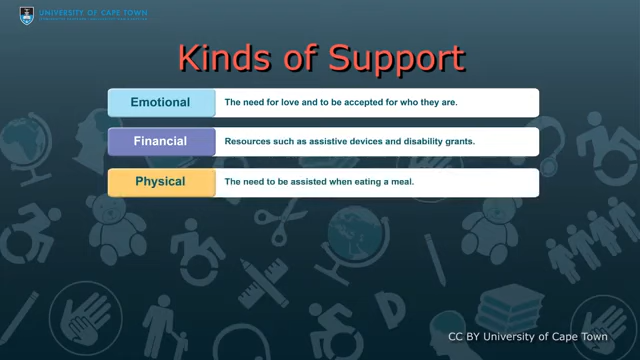 UNIVERSITY OF CAPE TOWN
Kinds of Support
Emotional The need for love and to be accepted for who they are.
Financial Resources such as assistive devices and disability grants.
Physical The need to be assisted when eating a meal.
CC BY University of Cape Town